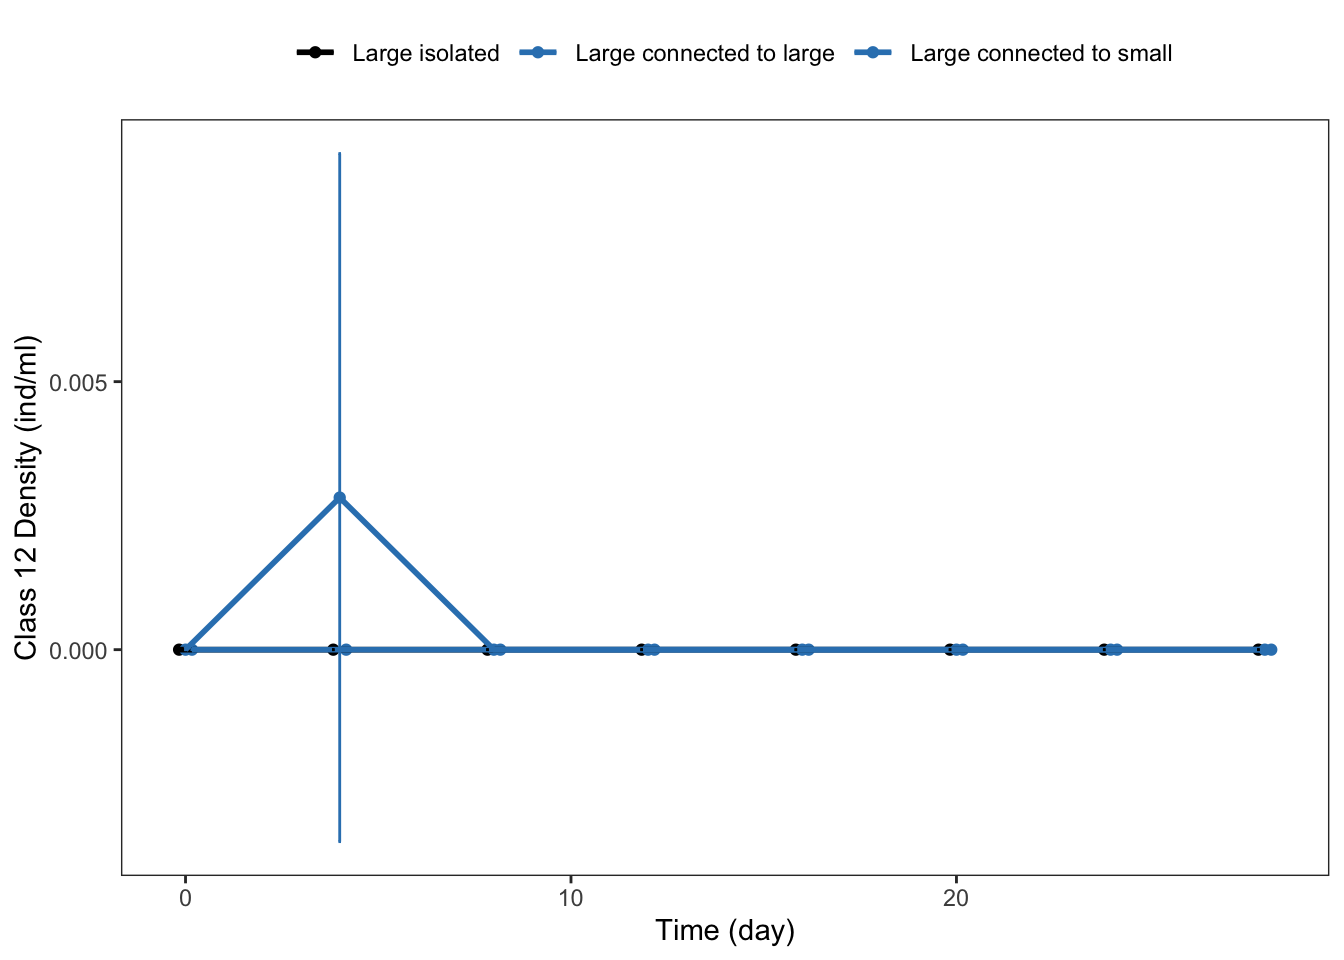 Large isolated Large connected to large Large connected to small
Class 12 Density (ind/ml)
0.005
0.000
0 10 20
Time (day)